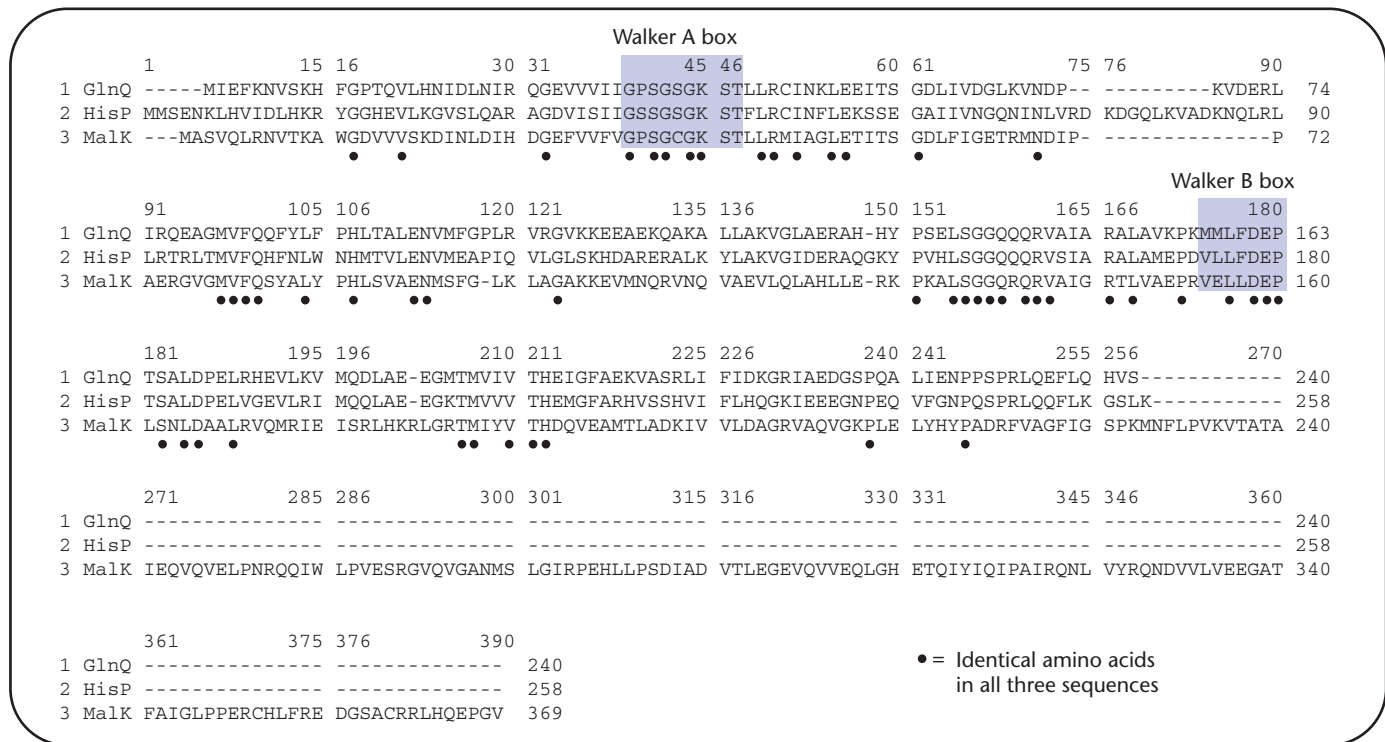 Walker A box
1 15 16 30 31 45 46 60 61 75 76 90
1 GlnQ -----MIEFKNVSKH FGPTQVLHNIDLNIR QGEVVVIIGPSGSGK STLLRCINKLEEITS GDLIVDGLKVNDP-- ---------KVDERL 74
2 HisP MMSENKLHVIDLHKR YGGHEVLKGVSLQARA AGDVISIIGSSGSGK STFLRCINFLEKSSE GAIIVNGQNINLVRD KDGQLKVADKNQLRL 90
3 MalK ---MASVQLRNVTKA WGDVVVSKDINLDIH DGEFVVFVGPSGCGK STLLRMIAGLETITS GDLFIGETRMNDIP- --------------P 72
Walker B box
91 105 106 120 121 135 136 150 151 165 166 180
1 GlnQ IRQEAGMVFQQFYLF PHLTALENVMFGPLR VRGVKKEEAEKQAKA LLAKVGLAERAH-HY PSELSGGQQQRVAIA RALAVKPKMMLFDEP 163
2 HisP LRTRLTMVFQHFNLW NHMTVLENVMEAPIQ VLGLSKHDARERALK YLAKVGIDERAQGKY PVHLSGGQQQRVSIA RALAMEPDVLLFDEP 180
3 MalK AERGVGMVFQSYALY PHLSVAENMSFG-LK LAGAKKEVMNQRVNQ VAEVLQLAHLLE-RK PKALSGGQRQRVAIG RTLVAEPRVELLDEP 160
181 195 196 210 211 225 226 240 241 255 256 270
1 GlnQ TSALDPELRHEVLKV MQDLAE-EGMTMVIV THEIGFAEKVASRLI FIDKGRIAEDGSPQA LIENPPSPRLQEFLQ HVS------------ 240
2 HisP TSALDPELVGEVLRI MQQLAE-EGKTMVVV THEMGFARHVSSHVI FLHQGKIEEEGNPEQ VFGNPQSPRLQQFLK GSLK----------- 258
3 MalK LSNLDAALRVQMRIE ISRLHKRLGRTMIYV THDQVEAMTLADKIV VLDAGRVAQVGKPLE LYHYPADRFVAGFIG SPKMNFLPVKVTATA 240
271 285 286 300 301 315 316 330 331 345 346 360
1 GlnQ --------------- --------------- --------------- --------------- --------------- --------------- 240
2 HisP --------------- --------------- --------------- --------------- --------------- --------------- 258
3 MalK IEQVQVELPNRQQIW LPVESRGVQVGANMS LGIRPEHLLPSDIAD VTLEGEVQVVEQLGH ETQIYIQIPAIRQNL VYRQNDVVLVEEGAT 340
361 375 376 390
1 GlnQ --------------- --------------- 240
2 HisP --------------- --------------- 258
3 MalK FAIGLPPERCHLFRE DGSACRRLHQEPGV 369
● = Identical amino acids
in all three sequences